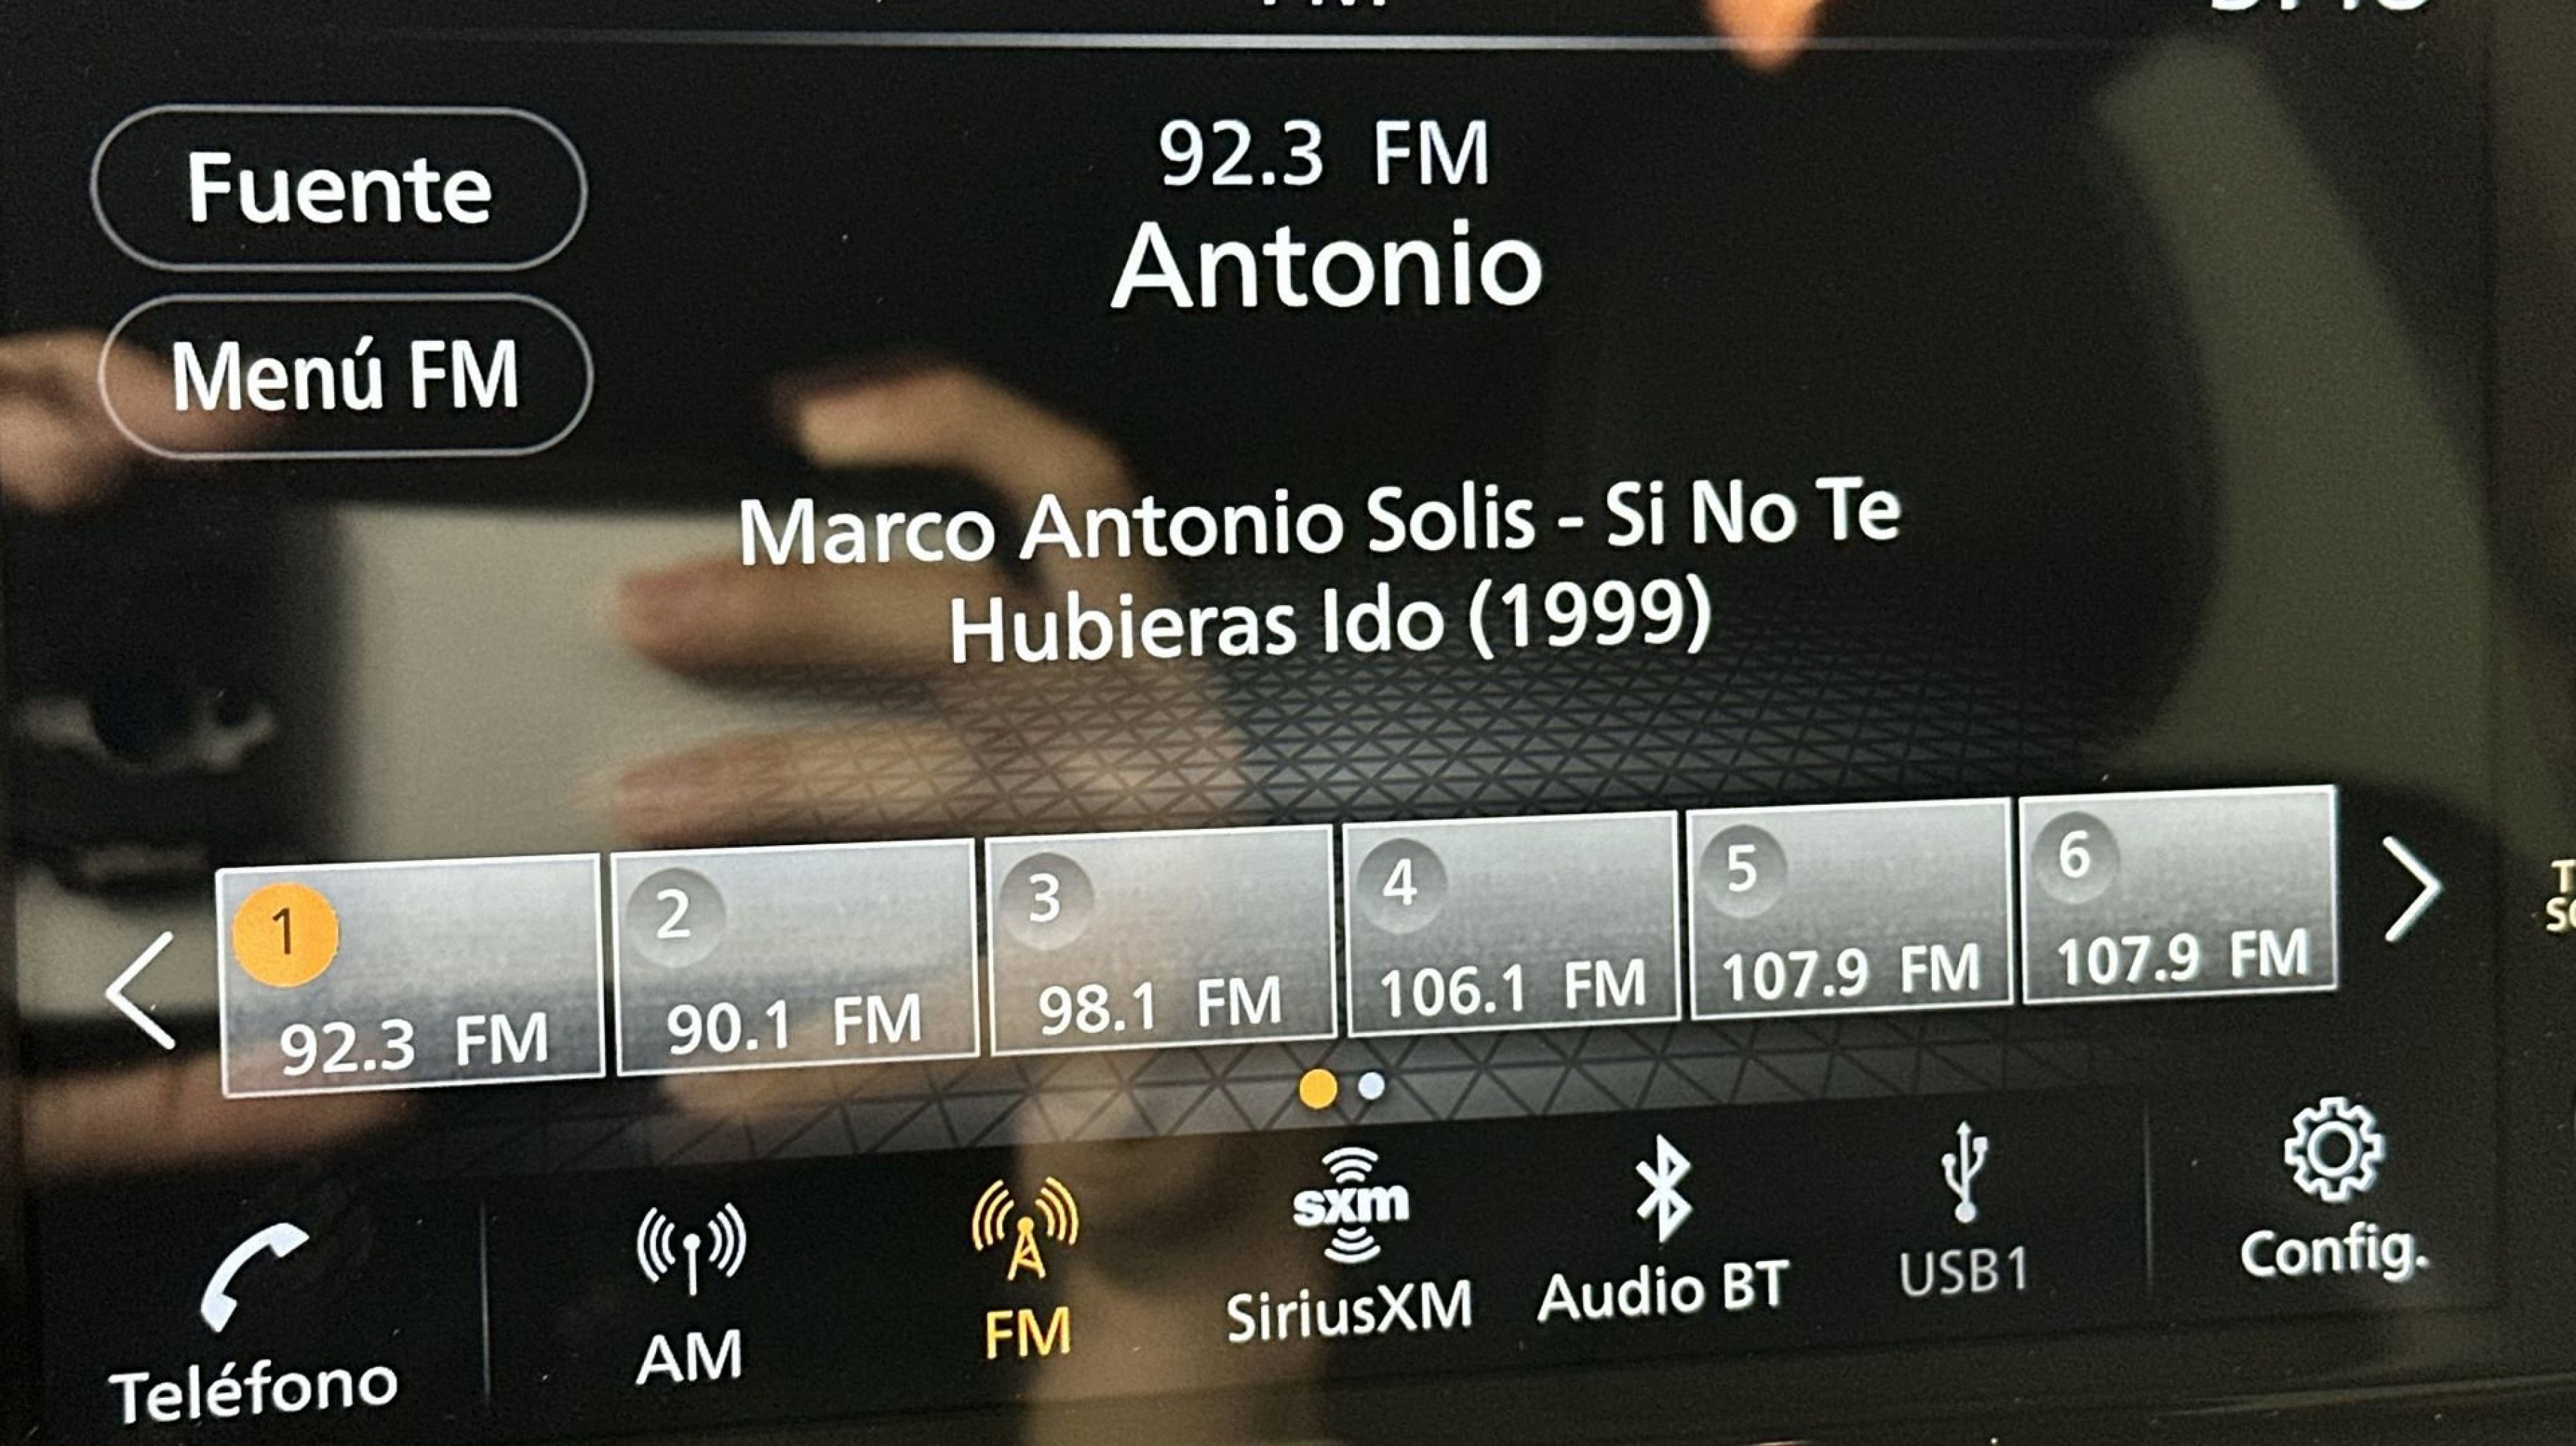 92.3 FM
Fuente
Antonio
Menú FM
Marco Antonio Solis - Si No Te
Hubieras Ido (1999)
1
2
3
4
5
6
92.3 FM
90.1 FM
98.1 FM
106.1 FM
107.9 FM
107.9 FM
sxm
Teléfono
AM
FM
SiriusXM
Audio BT
USB1
Config.